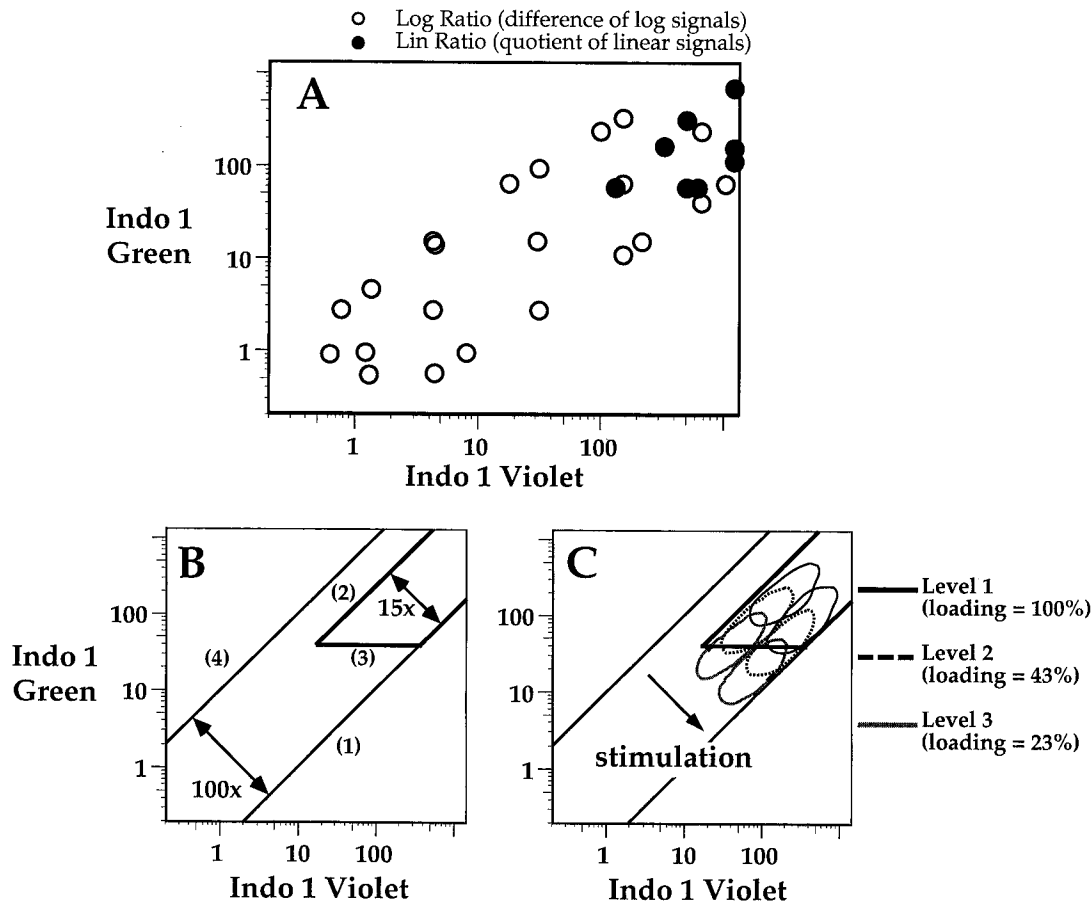 Log Ratio (difference of log signals)
Lin Ratio (quotient of linear signals)
A
Indo 1
Green
100
10
1
1
10
100
Indo 1 Violet
B
(2)
15x
(3)
(4)
(1)
100x
Indo 1
Green
100
10
1
1
10
100
Indo 1 Violet
C
100
10
1
stimulation
1
10
100
Indo 1 Violet
Level 1
(loading = 100%)
Level 2
(loading = 43%)
Level 3
(loading = 23%)